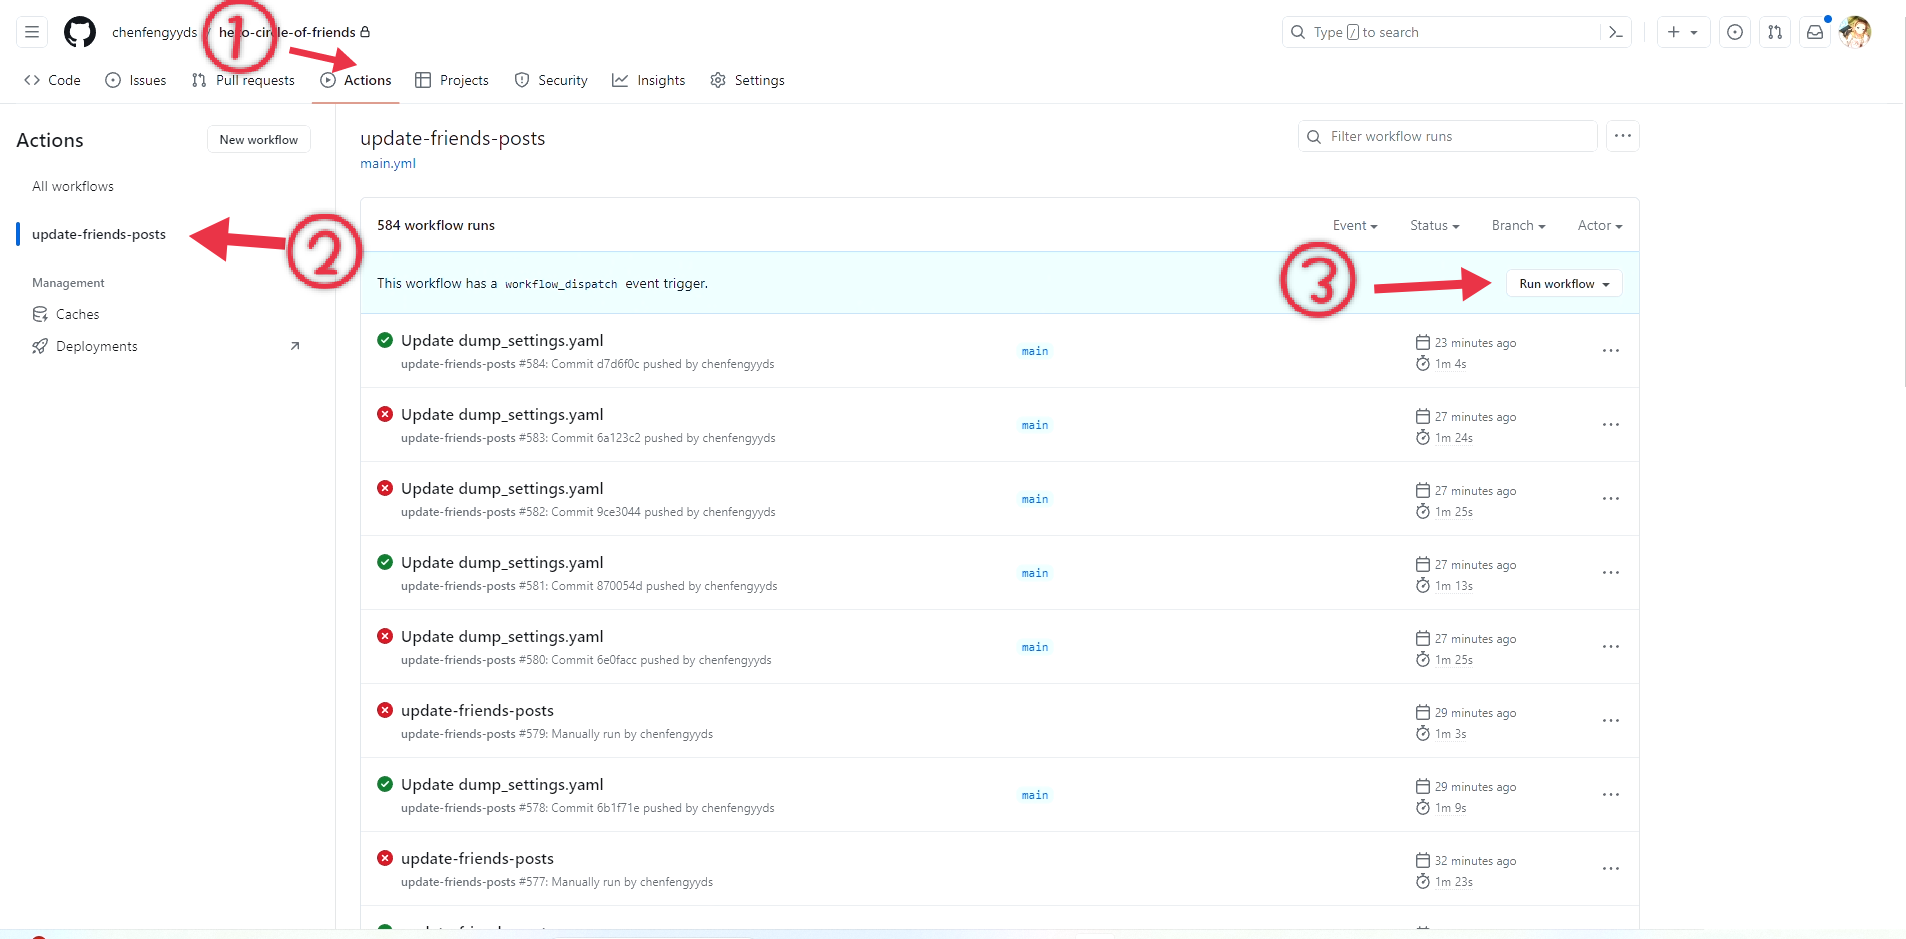 chenfengyyds / hello-circle-of-friends
Type / to search
Code Issues Pull requests Actions Projects Security Insights Settings
1
Actions
New workflow
All workflows
update-friends-posts
2
Management
Caches
Deployments
update-friends-posts
main.yml
Filter workflow runs
584 workflow runs
Event Status Branch Actor
This workflow has a workflow_dispatch event trigger.
3
Run workflow
Update dump_settings.yaml
update-friends-posts #584: Commit d7d6f0c pushed by chenfengyyds
main
23 minutes ago
1m 4s
Update dump_settings.yaml
update-friends-posts #583: Commit 6a123c2 pushed by chenfengyyds
main
27 minutes ago
1m 24s
Update dump_settings.yaml
update-friends-posts #582: Commit 9ce3044 pushed by chenfengyyds
main
27 minutes ago
1m 25s
Update dump_settings.yaml
update-friends-posts #581: Commit 870054d pushed by chenfengyyds
main
27 minutes ago
1m 13s
Update dump_settings.yaml
update-friends-posts #580: Commit 6e0facc pushed by chenfengyyds
main
27 minutes ago
1m 25s
update-friends-posts
update-friends-posts #579: Manually run by chenfengyyds
29 minutes ago
1m 3s
Update dump_settings.yaml
update-friends-posts #578: Commit 6b1f71e pushed by chenfengyyds
main
29 minutes ago
1m 9s
update-friends-posts
update-friends-posts #577: Manually run by chenfengyyds
32 minutes ago
1m 23s